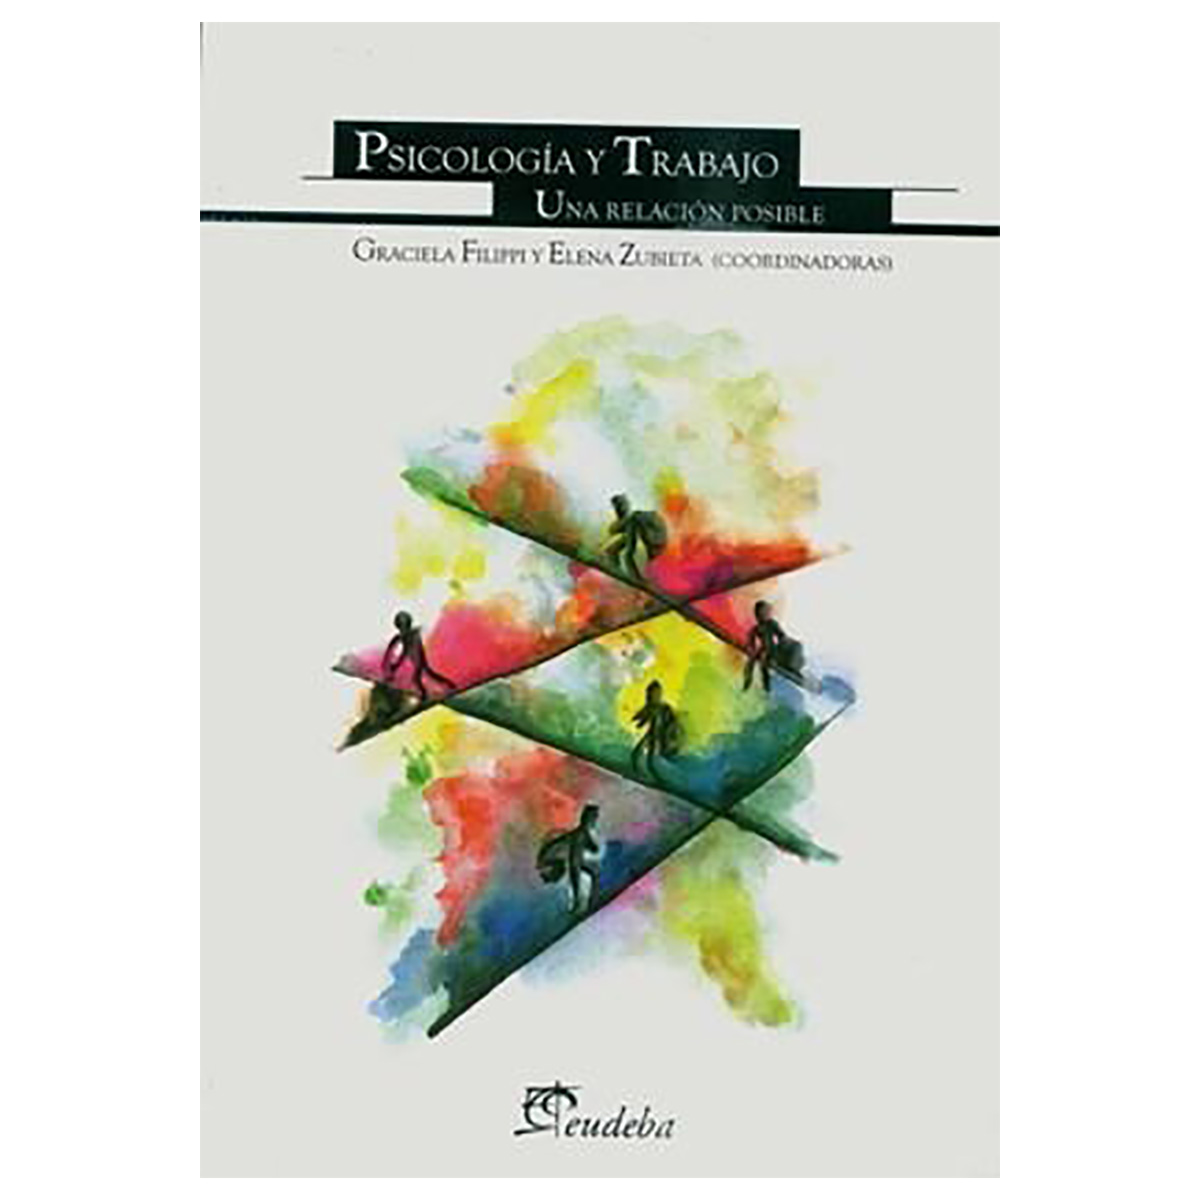 PSICOLOGÍA Y TRABAJO
UNA RELACIÓN POSIBLE
GRACIELA FILIPPI Y ELENA ZUBIETA (COORDINADORAS)
eudeba